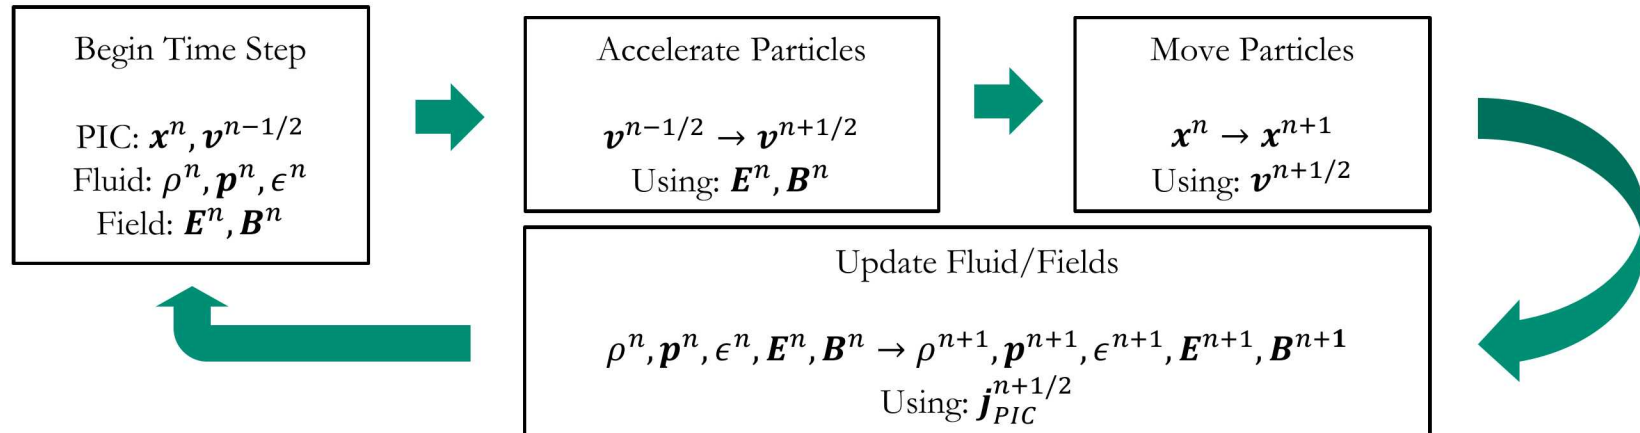 Begin Time Step
PIC: 𝒙ⁿ, 𝒗ⁿ⁻¹ᐟ²
Fluid: ρⁿ, 𝒑ⁿ, ϵⁿ
Field: 𝑬ⁿ, 𝑩ⁿ
Accelerate Particles
𝒗ⁿ⁻¹ᐟ² → 𝒗ⁿ⁺¹ᐟ²
Using: 𝑬ⁿ, 𝑩ⁿ
Move Particles
𝒙ⁿ → 𝒙ⁿ⁺¹
Using: 𝒗ⁿ⁺¹ᐟ²
Update Fluid/Fields
ρⁿ, 𝒑ⁿ, ϵⁿ, 𝑬ⁿ, 𝑩ⁿ → ρⁿ⁺¹, 𝒑ⁿ⁺¹, ϵⁿ⁺¹, 𝑬ⁿ⁺¹, 𝑩ⁿ⁺¹
Using: 𝒋_PICⁿ⁺¹ᐟ²